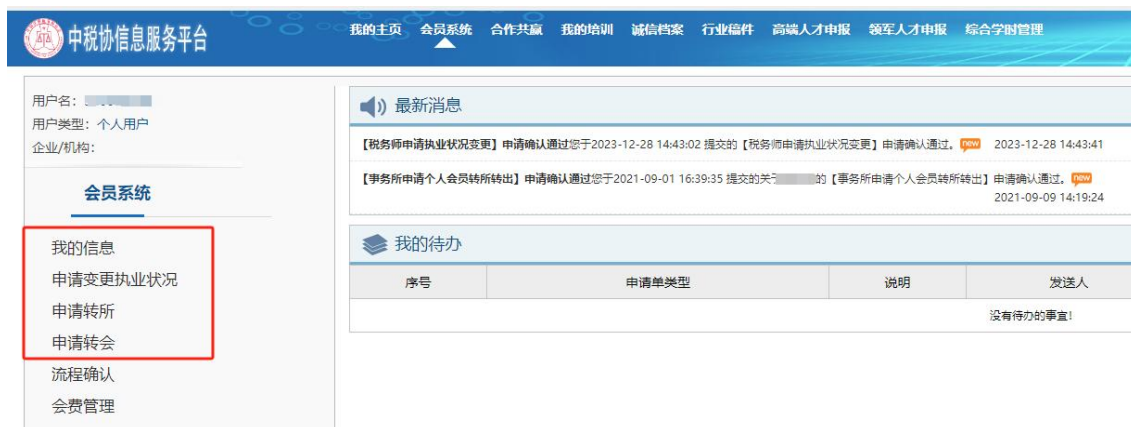 中税协信息服务平台
我的主页 会员系统 合作共赢 我的培训 诚信档案 行业稿件 高端人才申报 领军人才申报 综合学时管理
用户名：
用户类型：个人用户
企业/机构：
会员系统
我的信息
申请变更执业状况
申请转所
申请转会
流程确认
会费管理
最新消息
【税务师申请执业状况变更】申请确认通过您于2023-12-28 14:43:02 提交的【税务师申请执业状况变更】申请确认通过。 new 2023-12-28 14:43:41
【事务所申请个人会员转所转出】申请确认通过您于2021-09-01 16:39:35 提交的关于 的【事务所申请个人会员转所转出】申请确认通过。 new
2021-09-09 14:19:24
我的待办
序号 申请单类型 说明 发送人
没有待办的事宜！